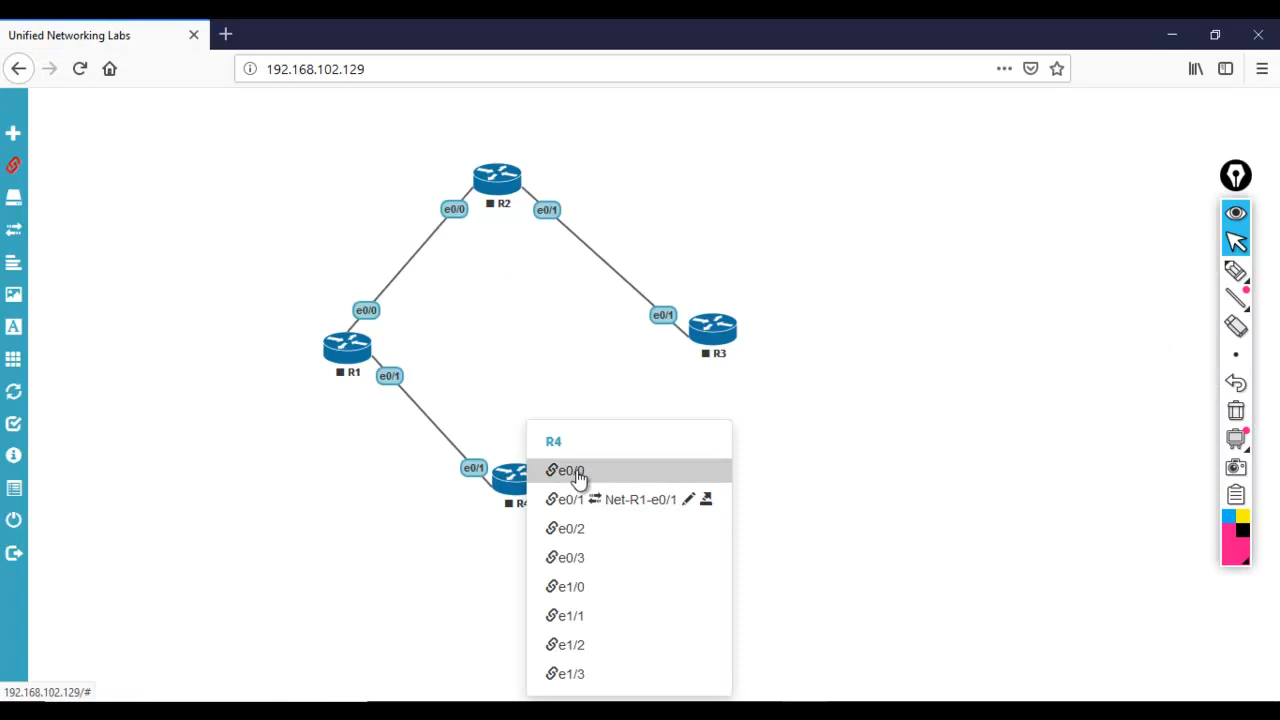 Unified Networking Labs
192.168.102.129
R2
e0/0
e0/1
e0/0
e0/1
R3
R1
e0/1
e0/1
R4
R4
e0/0
e0/1 Net-R1-e0/1
e0/2
e0/3
e1/0
e1/1
e1/2
e1/3
192.168.102.129/#